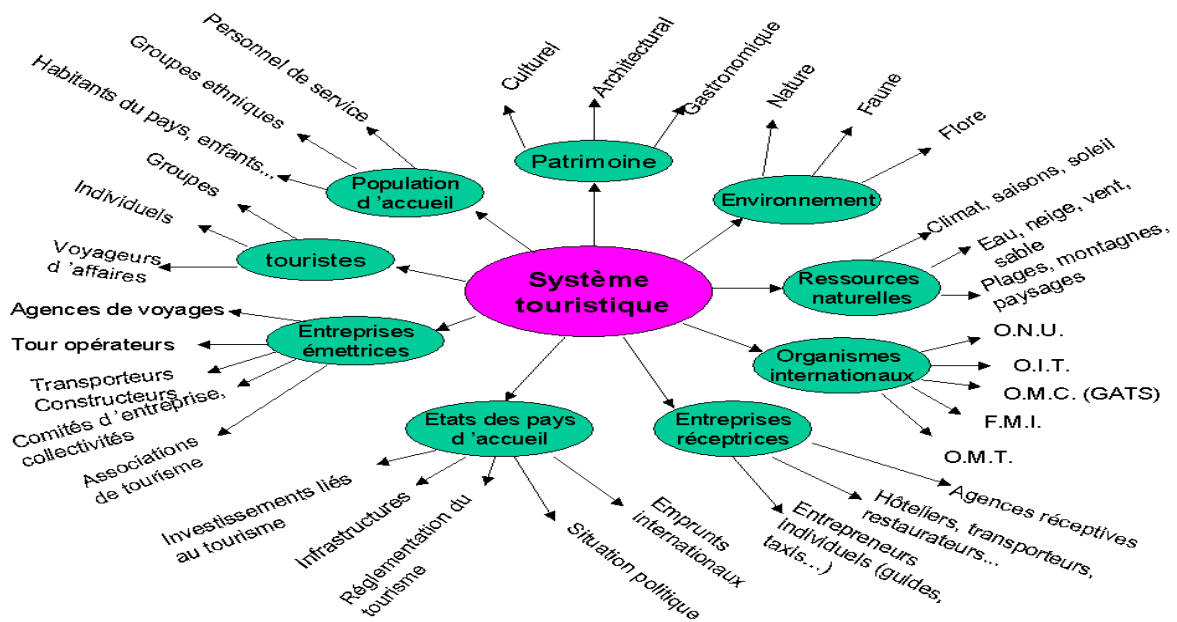 Système
touristique
Patrimoine
Culturel
Architectural
Gastronomique
Environnement
Nature
Faune
Flore
Ressources
naturelles
Climat, saisons, soleil
Eau, neige, vent,
sable
Plages, montagnes,
paysages
Organismes
internationaux
O.N.U.
O.I.T.
O.M.C. (GATS)
F.M.I.
O.M.T.
Entreprises
réceptrices
Agences réceptives
Hôteliers, transporteurs,
restaurateurs...
Entrepreneurs
individuels (guides,
taxis...)
Etats des pays
d 'accueil
Emprunts
internationaux
Situation politique
Réglementation du
tourisme
Infrastructures
Investissements liés
au tourisme
Entreprises
émettrices
Agences de voyages
Tour opérateurs
Transporteurs
Constructeurs
Comités d 'entreprise,
collectivités
Associations
de tourisme
touristes
Groupes
Individuels
Voyageurs
d 'affaires
Population
d 'accueil
Personnel de service
Groupes ethniques
Habitants du pays, enfants...